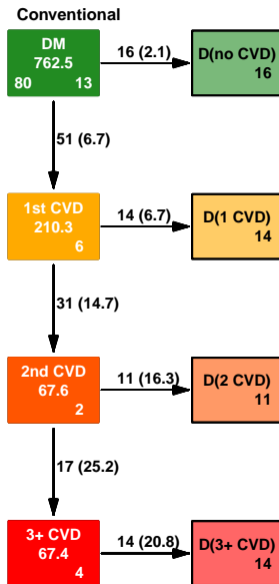 Conventional
DM
762.5
80 13
16 (2.1)
D(no CVD)
16
51 (6.7)
1st CVD
210.3
6
14 (6.7)
D(1 CVD)
14
31 (14.7)
2nd CVD
67.6
2
11 (16.3)
D(2 CVD)
11
17 (25.2)
3+ CVD
67.4
4
14 (20.8)
D(3+ CVD)
14